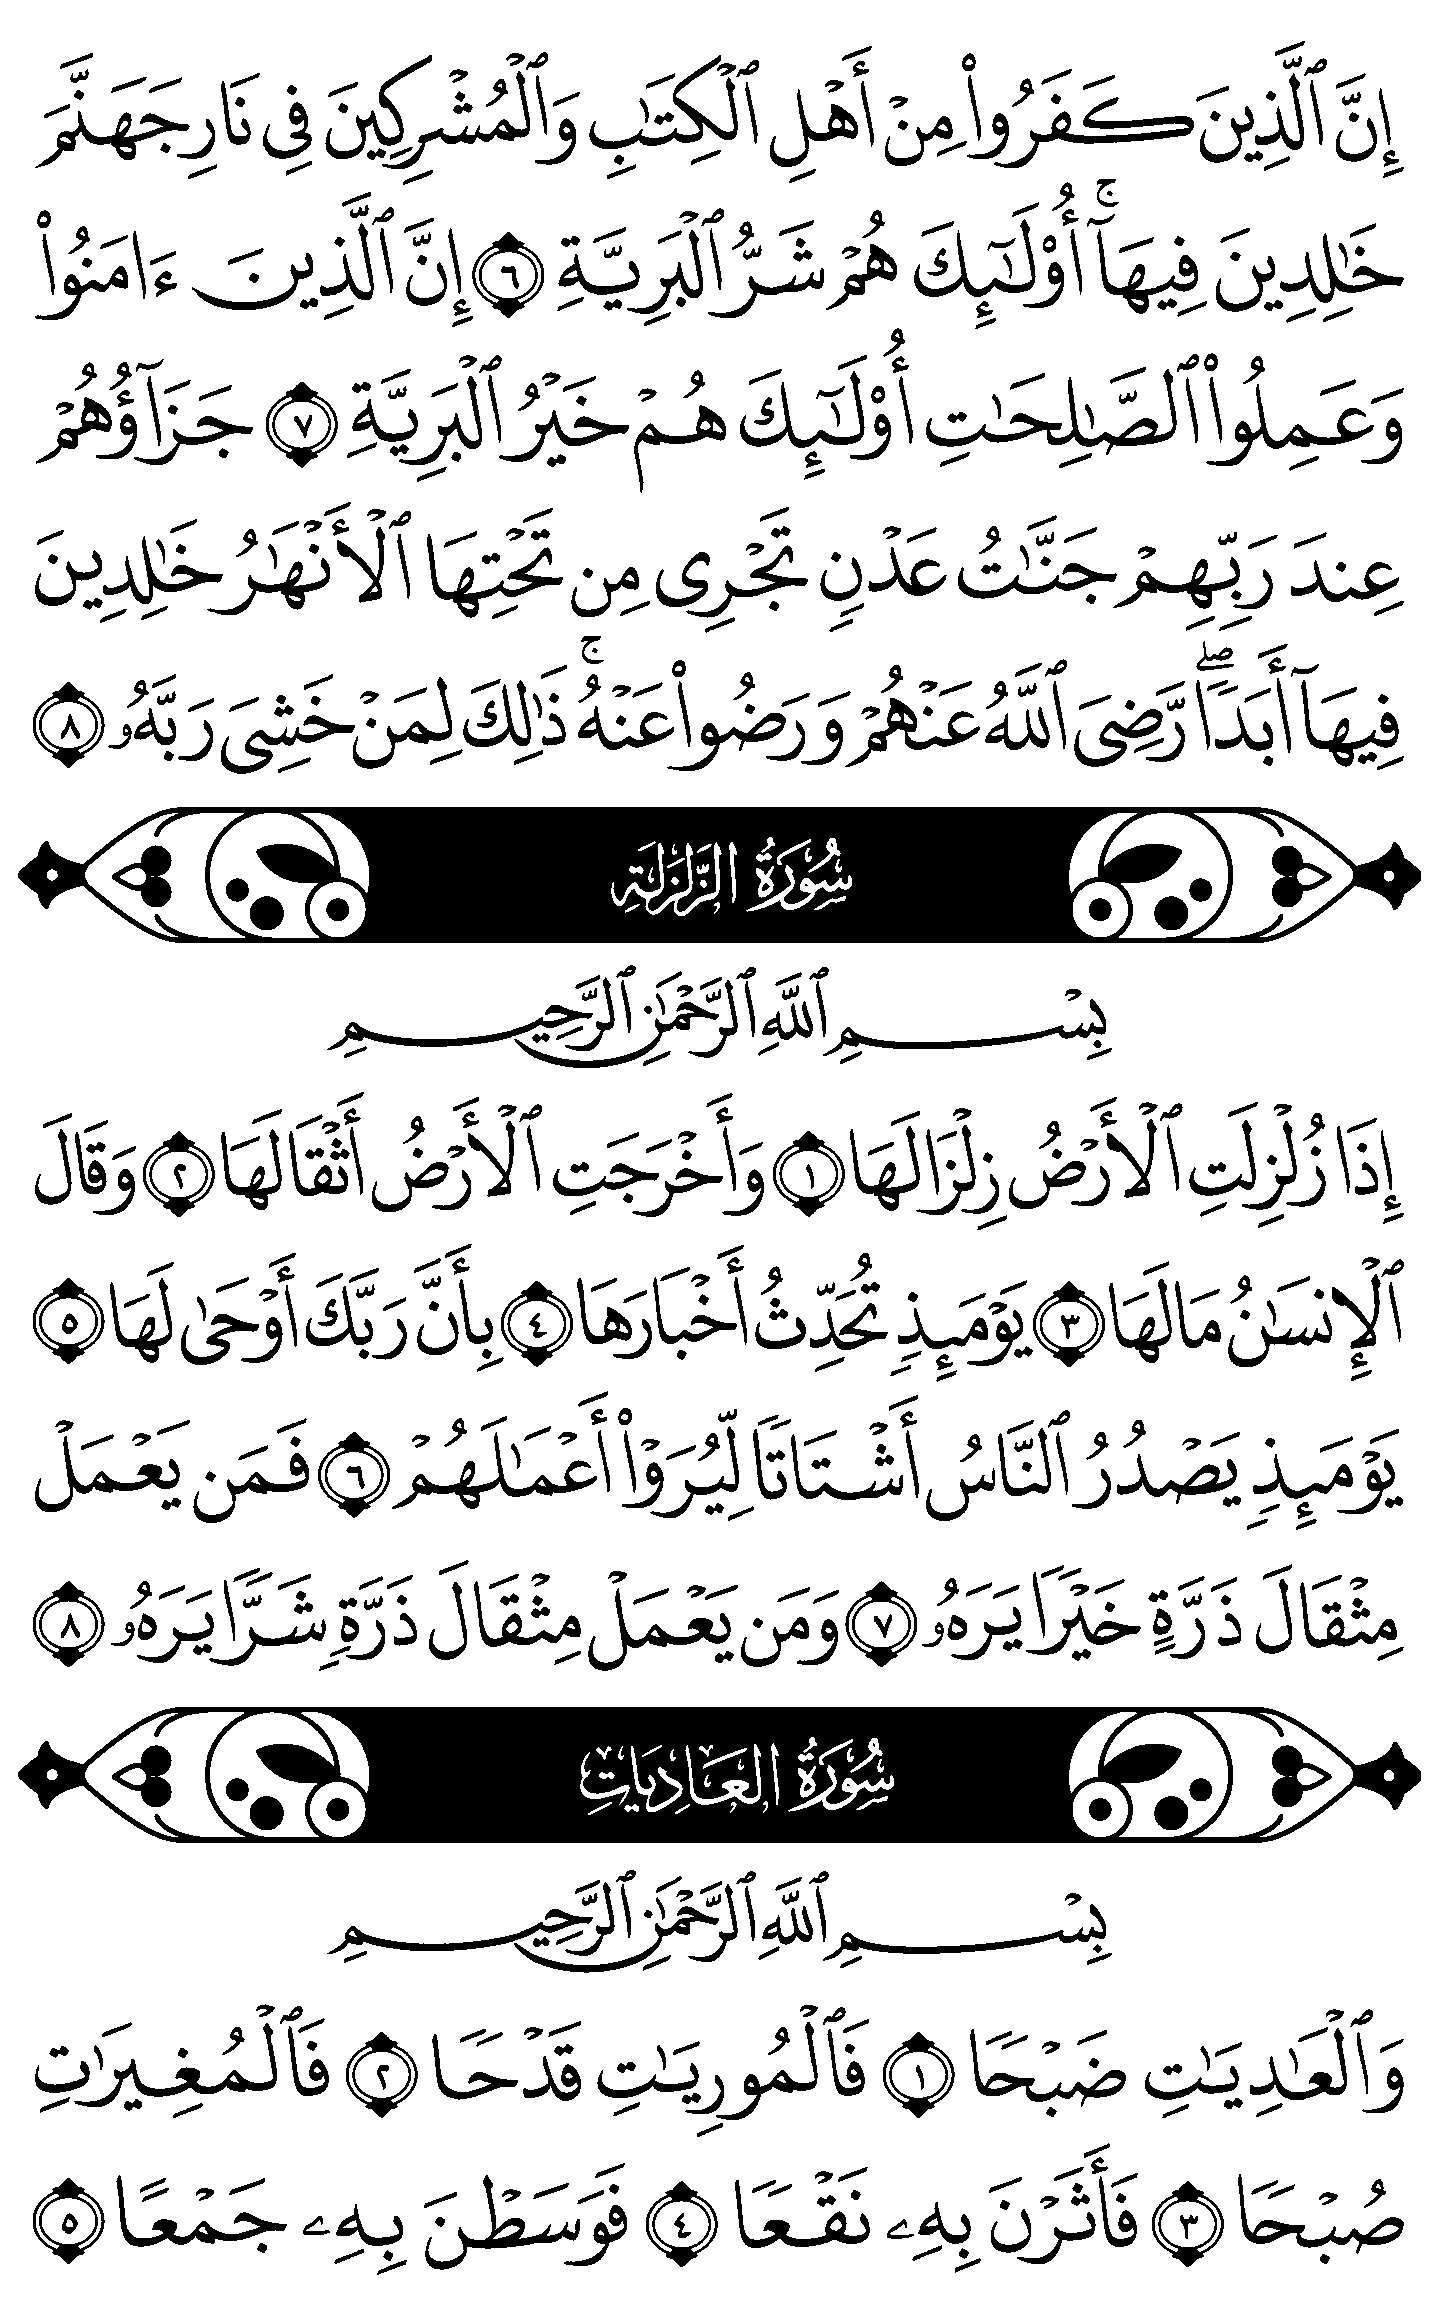 إِنَّ ٱلَّذِينَ كَفَرُوا۟ مِنْ أَهْلِ ٱلْكِتَـٰبِ وَٱلْمُشْرِكِينَ فِى نَارِ جَهَنَّمَ
خَـٰلِدِينَ فِيهَآ ۚ أُو۟لَـٰٓئِكَ هُمْ شَرُّ ٱلْبَرِيَّةِ ٦ إِنَّ ٱلَّذِينَ ءَامَنُوا۟
وَعَمِلُوا۟ ٱلصَّـٰلِحَـٰتِ أُو۟لَـٰٓئِكَ هُمْ خَيْرُ ٱلْبَرِيَّةِ ٧ جَزَآؤُهُمْ
عِندَ رَبِّهِمْ جَنَّـٰتُ عَدْنٍ تَجْرِى مِن تَحْتِهَا ٱلْأَنْهَـٰرُ خَـٰلِدِينَ
فِيهَآ أَبَدًا ۖ رَّضِىَ ٱللَّهُ عَنْهُمْ وَرَضُوا۟ عَنْهُ ۚ ذَٰلِكَ لِمَنْ خَشِىَ رَبَّهُۥ ٨
سُورَةُ الزَّلْزَلَةِ
بِسْمِ ٱللَّهِ ٱلرَّحْمَـٰنِ ٱلرَّحِيمِ
إِذَا زُلْزِلَتِ ٱلْأَرْضُ زِلْزَالَهَا ١ وَأَخْرَجَتِ ٱلْأَرْضُ أَثْقَالَهَا ٢ وَقَالَ
ٱلْإِنسَـٰنُ مَا لَهَا ٣ يَوْمَئِذٍ تُحَدِّثُ أَخْبَارَهَا ٤ بِأَنَّ رَبَّكَ أَوْحَىٰ لَهَا ٥
يَوْمَئِذٍ يَصْدُرُ ٱلنَّاسُ أَشْتَاتًا لِّيُرَوْا۟ أَعْمَـٰلَهُمْ ٦ فَمَن يَعْمَلْ
مِثْقَالَ ذَرَّةٍ خَيْرًا يَرَهُۥ ٧ وَمَن يَعْمَلْ مِثْقَالَ ذَرَّةٍ شَرًّا يَرَهُۥ ٨
سُورَةُ العَادِيَاتِ
بِسْمِ ٱللَّهِ ٱلرَّحْمَـٰنِ ٱلرَّحِيمِ
وَٱلْعَـٰدِيَـٰتِ ضَبْحًا ١ فَٱلْمُورِيَـٰتِ قَدْحًا ٢ فَٱلْمُغِيرَٰتِ
صُبْحًا ٣ فَأَثَرْنَ بِهِۦ نَقْعًا ٤ فَوَسَطْنَ بِهِۦ جَمْعًا ٥